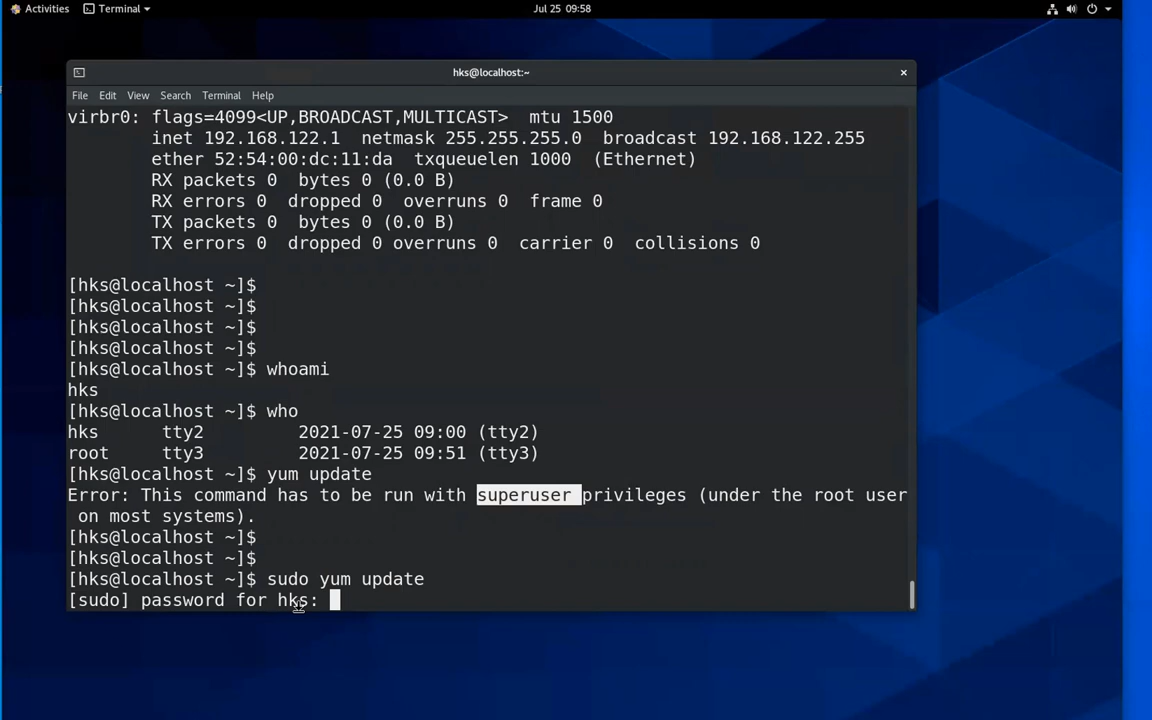 Activities Terminal Jul 25 09:58
hks@localhost:~
File Edit View Search Terminal Help
virbr0: flags=4099<UP,BROADCAST,MULTICAST>  mtu 1500
        inet 192.168.122.1  netmask 255.255.255.0  broadcast 192.168.122.255
        ether 52:54:00:dc:11:da  txqueuelen 1000  (Ethernet)
        RX packets 0  bytes 0 (0.0 B)
        RX errors 0  dropped 0  overruns 0  frame 0
        TX packets 0  bytes 0 (0.0 B)
        TX errors 0  dropped 0 overruns 0  carrier 0  collisions 0
[hks@localhost ~]$
[hks@localhost ~]$
[hks@localhost ~]$
[hks@localhost ~]$
[hks@localhost ~]$ whoami
hks
[hks@localhost ~]$ who
hks      tty2         2021-07-25 09:00 (tty2)
root     tty3         2021-07-25 09:51 (tty3)
[hks@localhost ~]$ yum update
Error: This command has to be run with superuser privileges (under the root user
 on most systems).
[hks@localhost ~]$
[hks@localhost ~]$
[hks@localhost ~]$ sudo yum update
[sudo] password for hks: